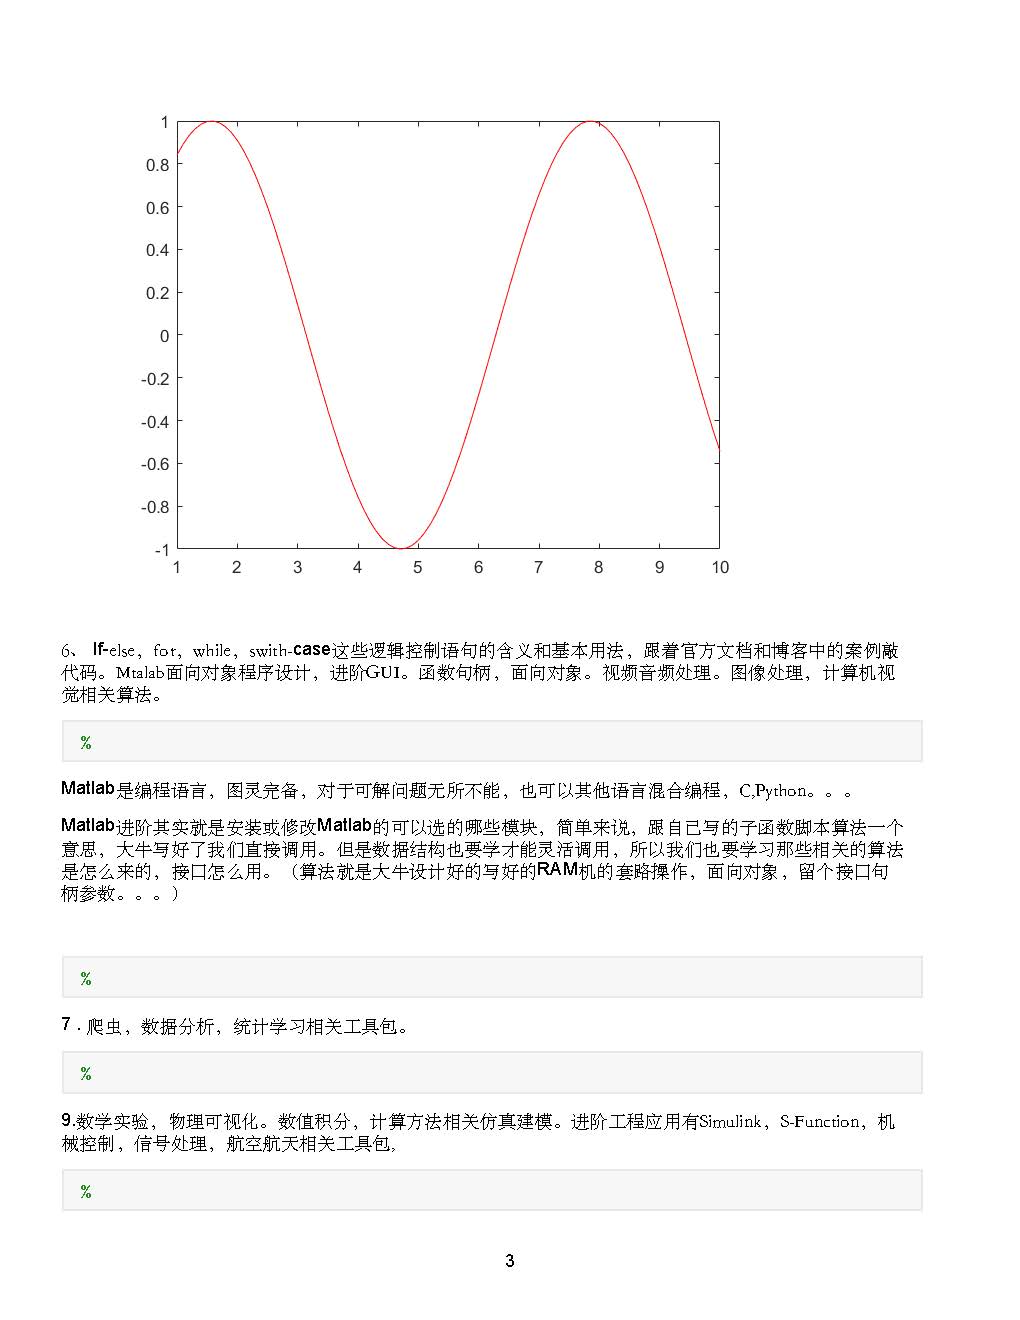 1
0.8
0.6
0.4
0.2
0
-0.2
-0.4
-0.6
-0.8
-1
1 2 3 4 5 6 7 8 9 10
6、 If-else，for，while，swith-case这些逻辑控制语句的含义和基本用法，跟着官方文档和博客中的案例敲
代码。Mtalab面向对象程序设计，进阶GUI。函数句柄，面向对象。视频音频处理。图像处理，计算机视
觉相关算法。
%
Matlab是编程语言，图灵完备，对于可解问题无所不能，也可以其他语言混合编程，C,Python。。。
Matlab进阶其实就是安装或修改Matlab的可以选的哪些模块，简单来说，跟自己写的子函数脚本算法一个
意思，大牛写好了我们直接调用。但是数据结构也要学才能灵活调用，所以我们也要学习那些相关的算法
是怎么来的，接口怎么用。（算法就是大牛设计好的写好的RAM机的套路操作，面向对象，留个接口句
柄参数。。。）
%
7 . 爬虫，数据分析，统计学习相关工具包。
%
9.数学实验，物理可视化。数值积分，计算方法相关仿真建模。进阶工程应用有Simulink，S-Function，机
械控制，信号处理，航空航天相关工具包,
%
3